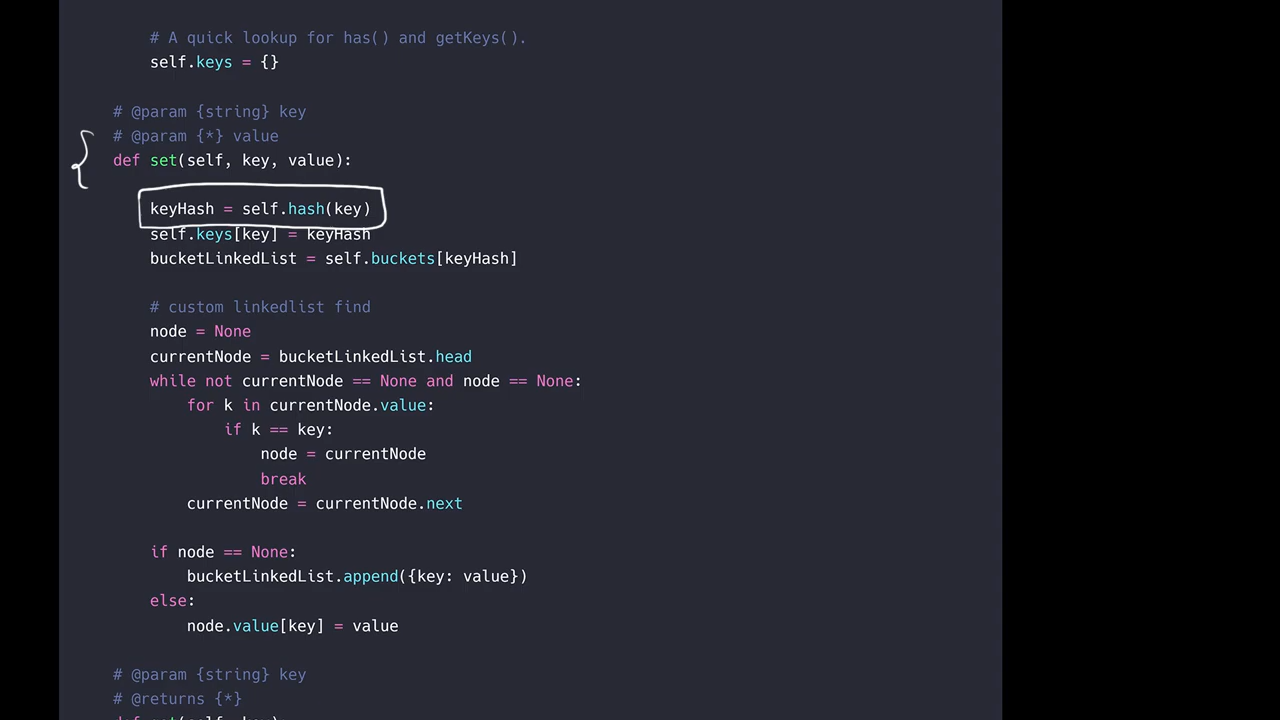 # A quick lookup for has() and getKeys().
self.keys = {}
# @param {string} key
# @param {*} value
def set(self, key, value):
keyHash = self.hash(key)
self.keys[key] = keyHash
bucketLinkedList = self.buckets[keyHash]
# custom linkedlist find
node = None
currentNode = bucketLinkedList.head
while not currentNode == None and node == None:
for k in currentNode.value:
if k == key:
node = currentNode
break
currentNode = currentNode.next
if node == None:
bucketLinkedList.append({key: value})
else:
node.value[key] = value
# @param {string} key
# @returns {*}